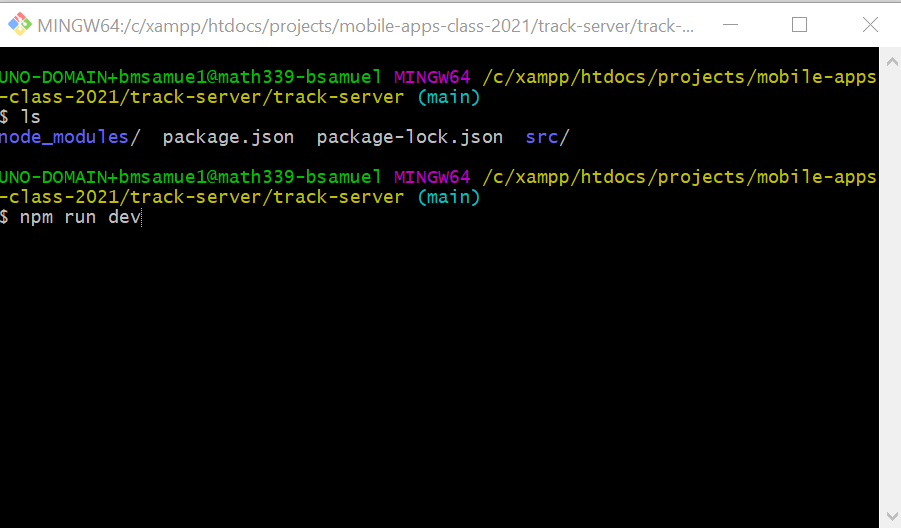 MINGW64:/c/xampp/htdocs/projects/mobile-apps-class-2021/track-server/track-...
UNO-DOMAIN+bmsamue1@math339-bsamuel MINGW64 /c/xampp/htdocs/projects/mobile-apps
-class-2021/track-server/track-server (main)
$ ls
node_modules/  package.json  package-lock.json  src/
UNO-DOMAIN+bmsamue1@math339-bsamuel MINGW64 /c/xampp/htdocs/projects/mobile-apps
-class-2021/track-server/track-server (main)
$ npm run dev